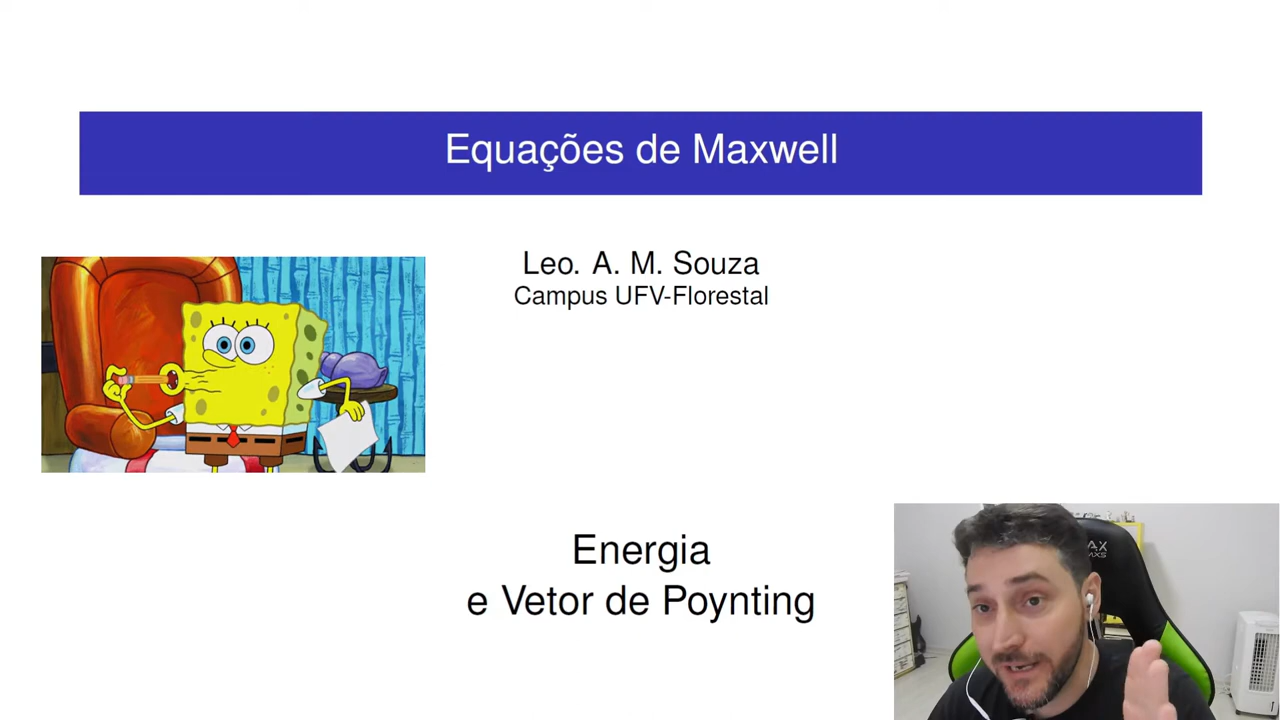 Equações de Maxwell
Leo. A. M. Souza
Campus UFV-Florestal
Energia
e Vetor de Poynting